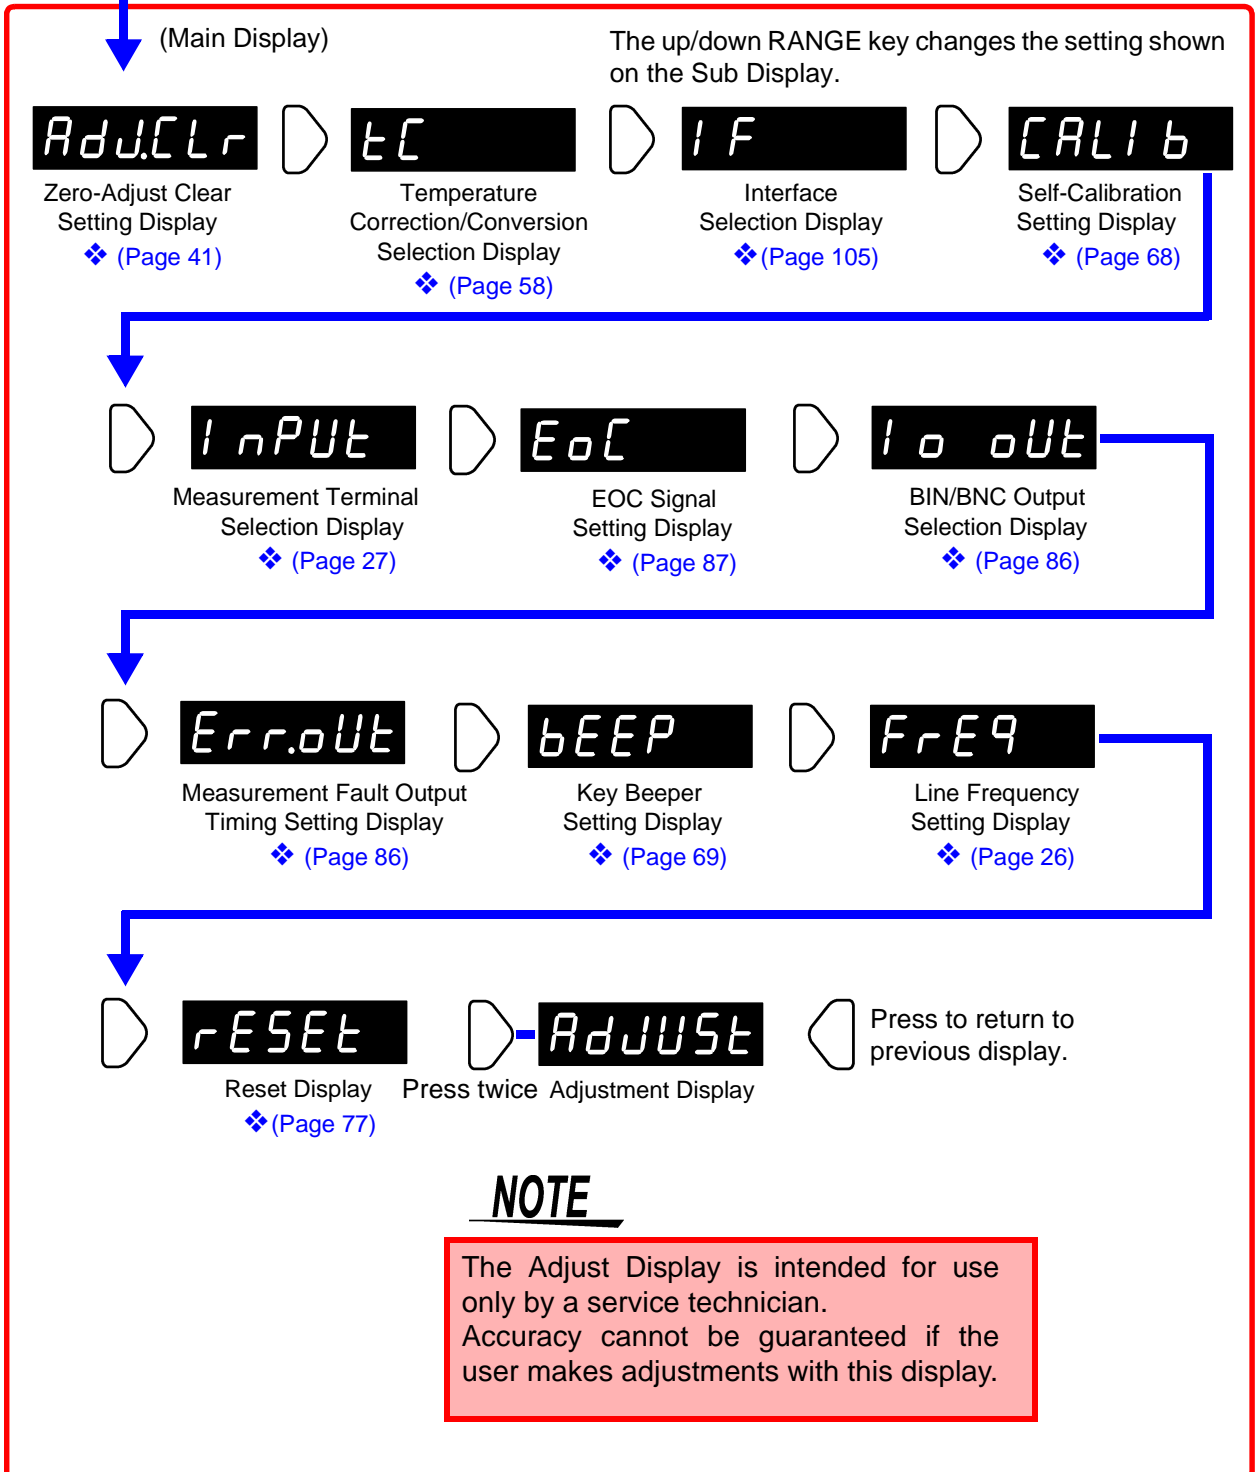 (Main Display)
The up/down RANGE key changes the setting shown
on the Sub Display.
AdJ.CLr
tC
IF
CALIb
Zero-Adjust Clear
Setting Display
❖ (Page 41)
Temperature
Correction/Conversion
Selection Display
❖ (Page 58)
Interface
Selection Display
❖(Page 105)
Self-Calibration
Setting Display
❖ (Page 68)
InPUt
EoC
Io oUt
Measurement Terminal
Selection Display
❖ (Page 27)
EOC Signal
Setting Display
❖ (Page 87)
BIN/BNC Output
Selection Display
❖ (Page 86)
Err.oUt
bEEP
FrEq
Measurement Fault Output
Timing Setting Display
❖ (Page 86)
Key Beeper
Setting Display
❖ (Page 69)
Line Frequency
Setting Display
❖ (Page 26)
rESEt
AdJUSt
Press to return to
previous display.
Reset Display
❖(Page 77)
Press twice
Adjustment Display
NOTE
The Adjust Display is intended for use
only by a service technician.
Accuracy cannot be guaranteed if the
user makes adjustments with this display.